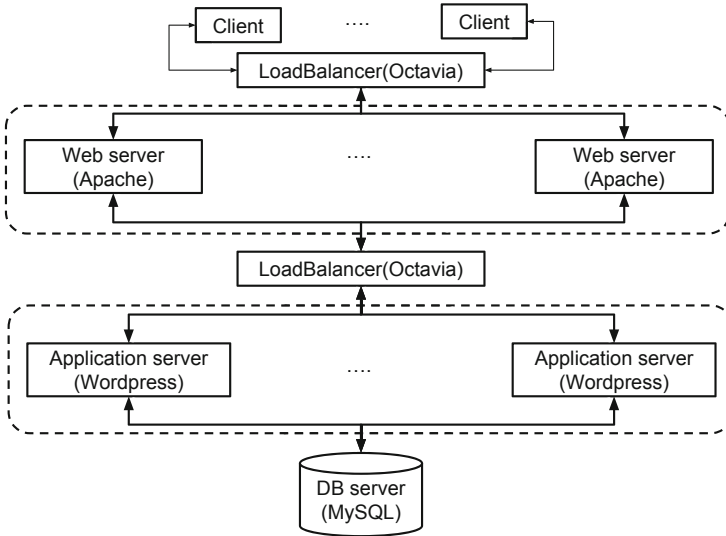 Client .... Client
LoadBalancer(Octavia)
Web server
(Apache)
....
Web server
(Apache)
LoadBalancer(Octavia)
Application server
(Wordpress)
....
Application server
(Wordpress)
DB server
(MySQL)